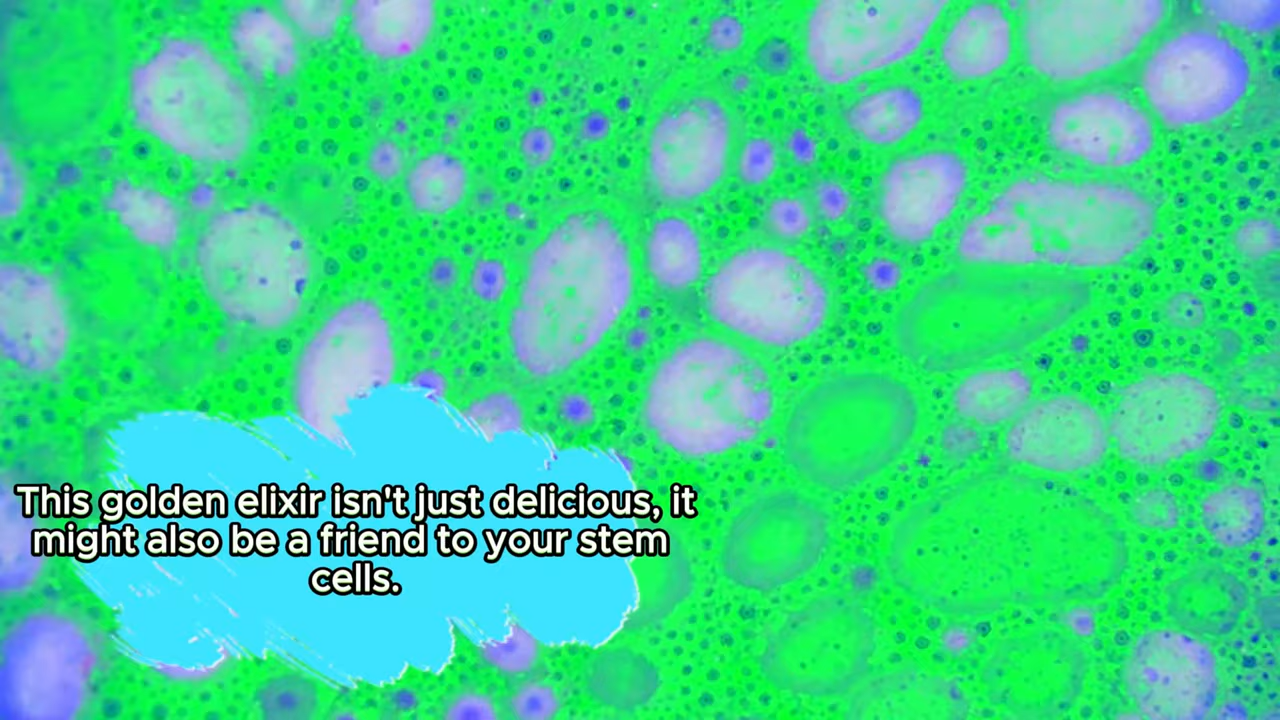 This golden elixir isn't just delicious, it
might also be a friend to your stem
cells.